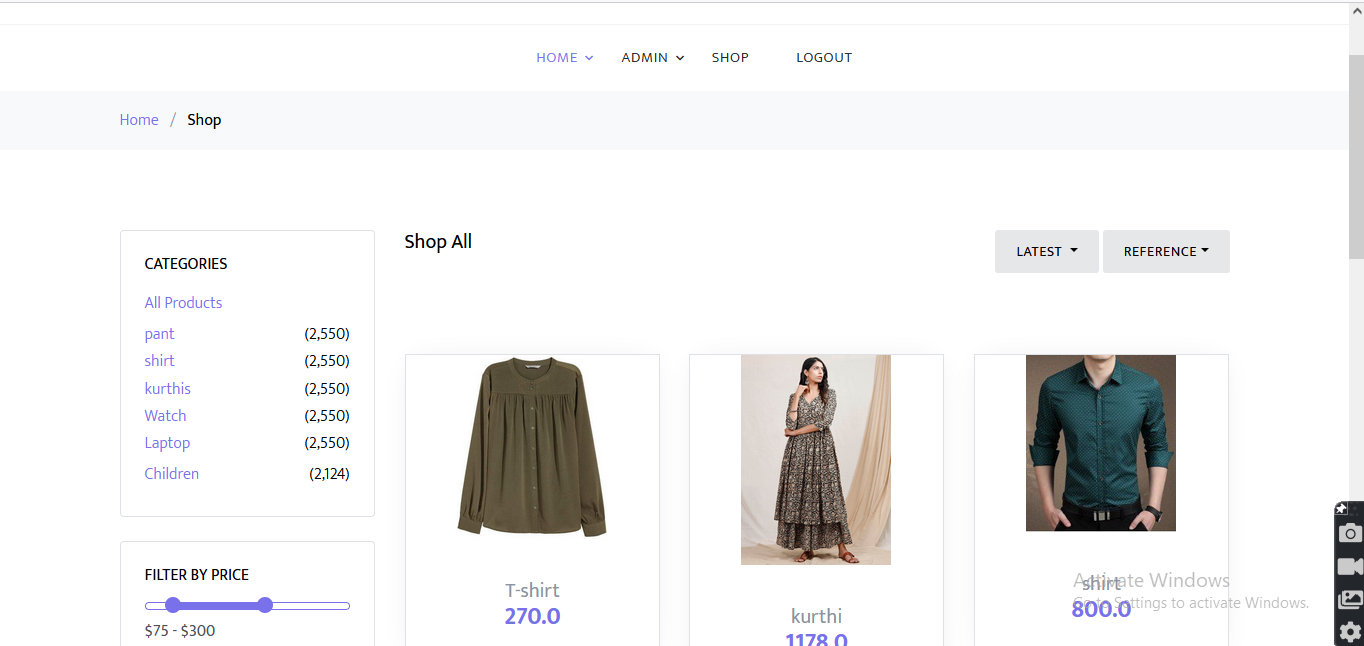 HOME ADMIN SHOP LOGOUT
Home / Shop
CATEGORIES
All Products
pant (2,550)
shirt (2,550)
kurthis (2,550)
Watch (2,550)
Laptop (2,550)
Children (2,124)
FILTER BY PRICE
$75 - $300
Shop All
LATEST REFERENCE
T-shirt
270.0
kurthi
1178.0
shirt
800.0
Activate Windows
Go to Settings to activate Windows.